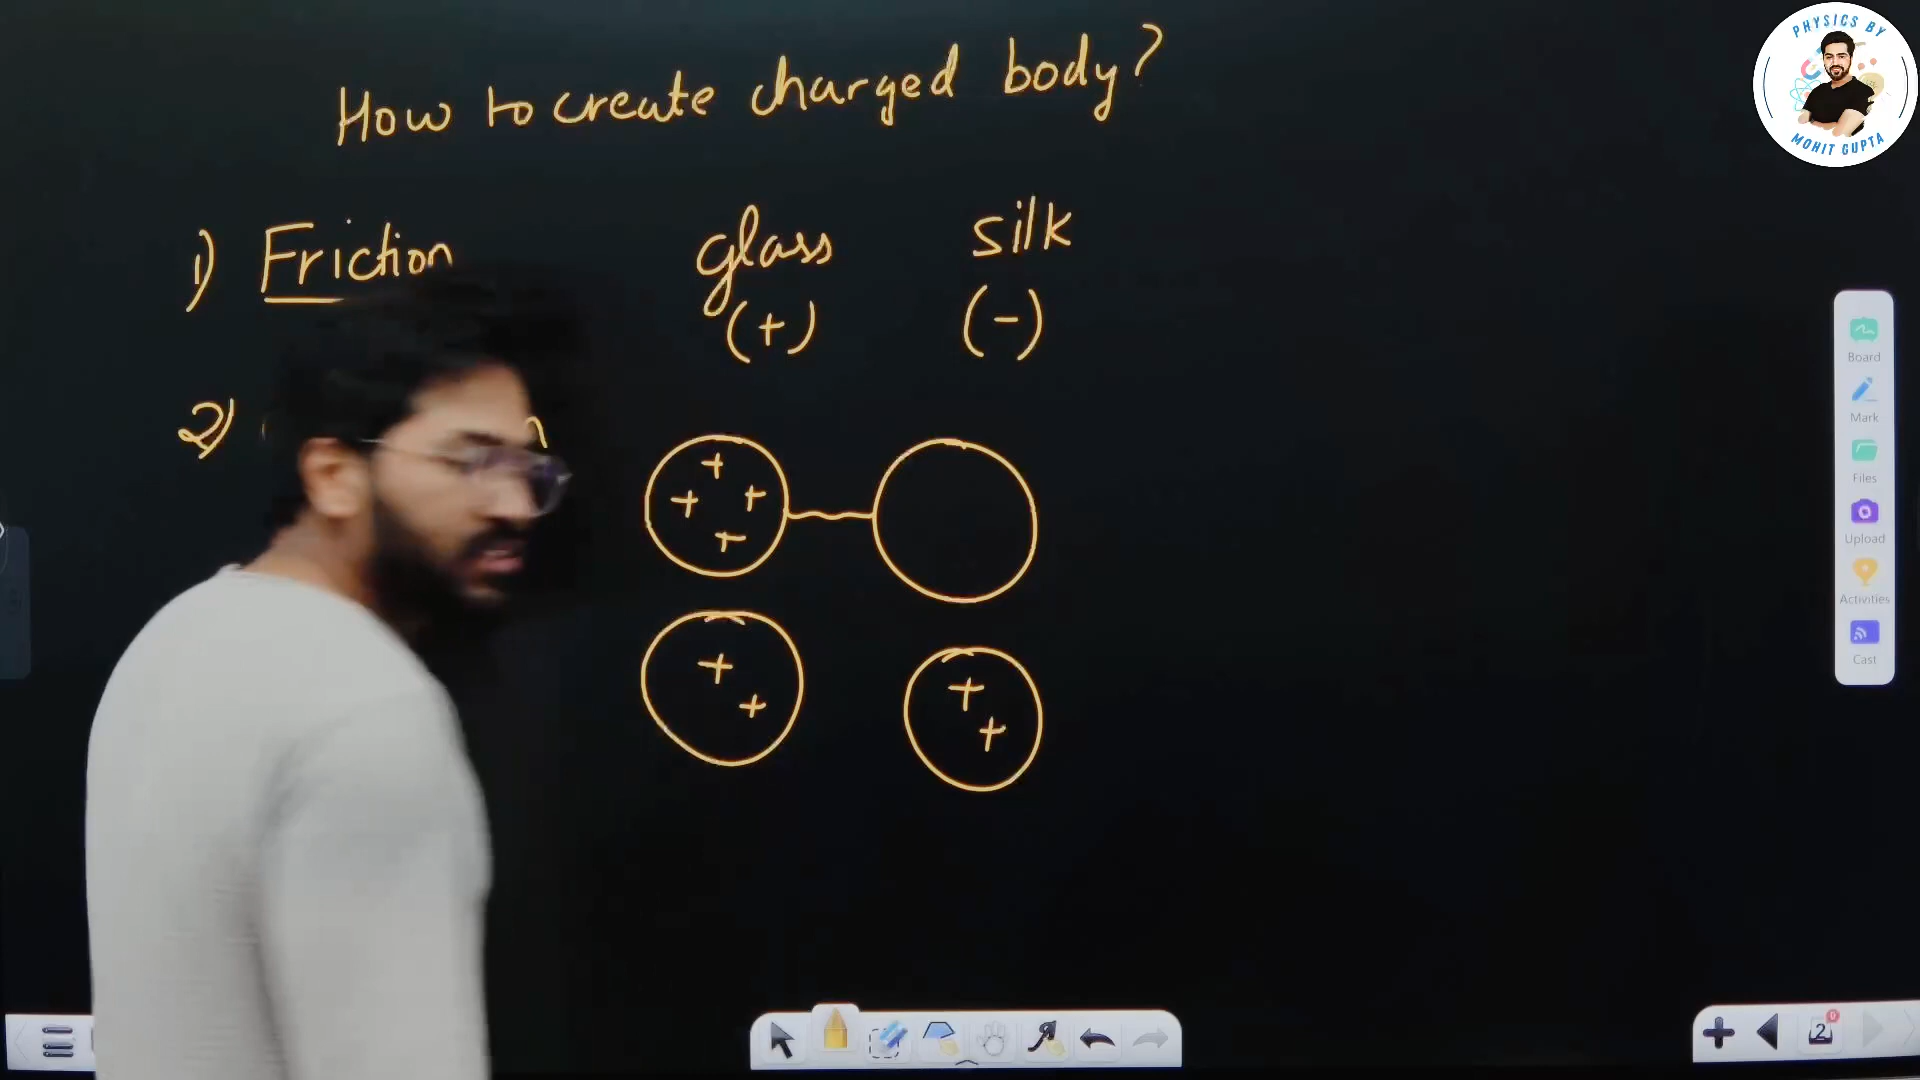 How to create charged body?
1) Friction
glass silk
(+) (-)
2)
+
+ +
+
+
+
+
+
PHYSICS BY
MOHIT GUPTA
Board
Mark
Files
Upload
Activities
Cast
2
0